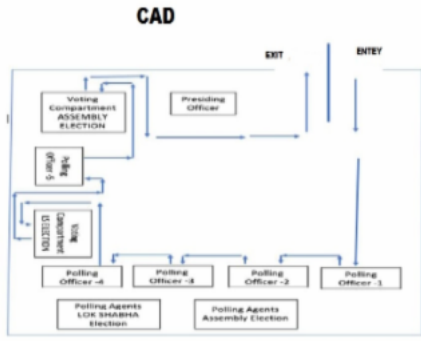 CAD
EXIT
ENTEY
Voting
Compartment
ASSEMBLY
ELECTION
Presiding
Officer
Polling
Officer -5
Voting
Compartment
LS ELECTION
Polling
Officer -4
Polling
Officer -3
Polling
Officer -2
Polling
Officer -1
Polling Agents
LOK SHABHA
Election
Polling Agents
Assembly Election